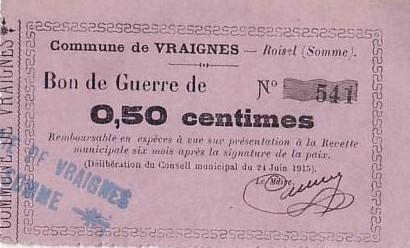 Commune de VRAIGNES — Roisel (Somme).
Bon de Guerre de
No 541
0,50 centimes
Remboursable en espèces à vue sur présentation à la Recette
municipale six mois après la signature de la paix.
(Délibération du Conseil municipal du 24 Juin 1915).
Le Maire,
COMMUNE DE VRAIGNES
DE VRAIGNES
SOMME